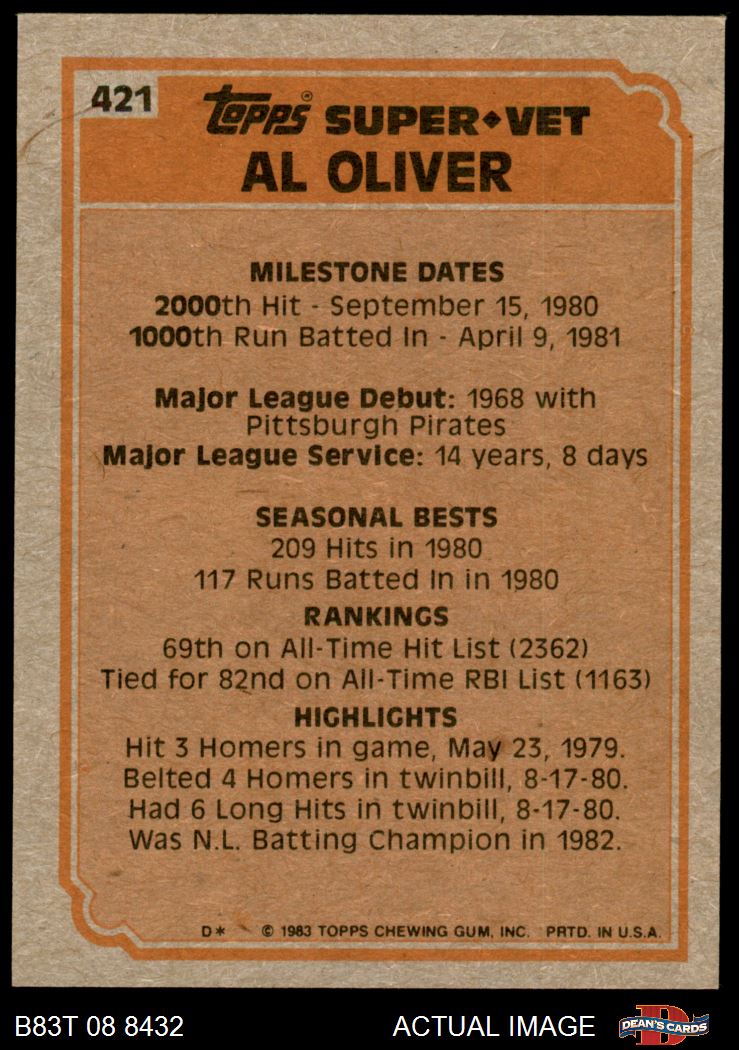 421
TOPPS® SUPER◆VET
AL OLIVER
MILESTONE DATES
2000th Hit - September 15, 1980
1000th Run Batted In - April 9, 1981
Major League Debut: 1968 with
Pittsburgh Pirates
Major League Service: 14 years, 8 days
SEASONAL BESTS
209 Hits in 1980
117 Runs Batted In in 1980
RANKINGS
69th on All-Time Hit List (2362)
Tied for 82nd on All-Time RBI List (1163)
HIGHLIGHTS
Hit 3 Homers in game, May 23, 1979.
Belted 4 Homers in twinbill, 8-17-80.
Had 6 Long Hits in twinbill, 8-17-80.
Was N.L. Batting Champion in 1982.
D* © 1983 TOPPS CHEWING GUM, INC. PRTD. IN U.S.A.
B83T 08 8432 ACTUAL IMAGE
D
DEAN'S CARDS